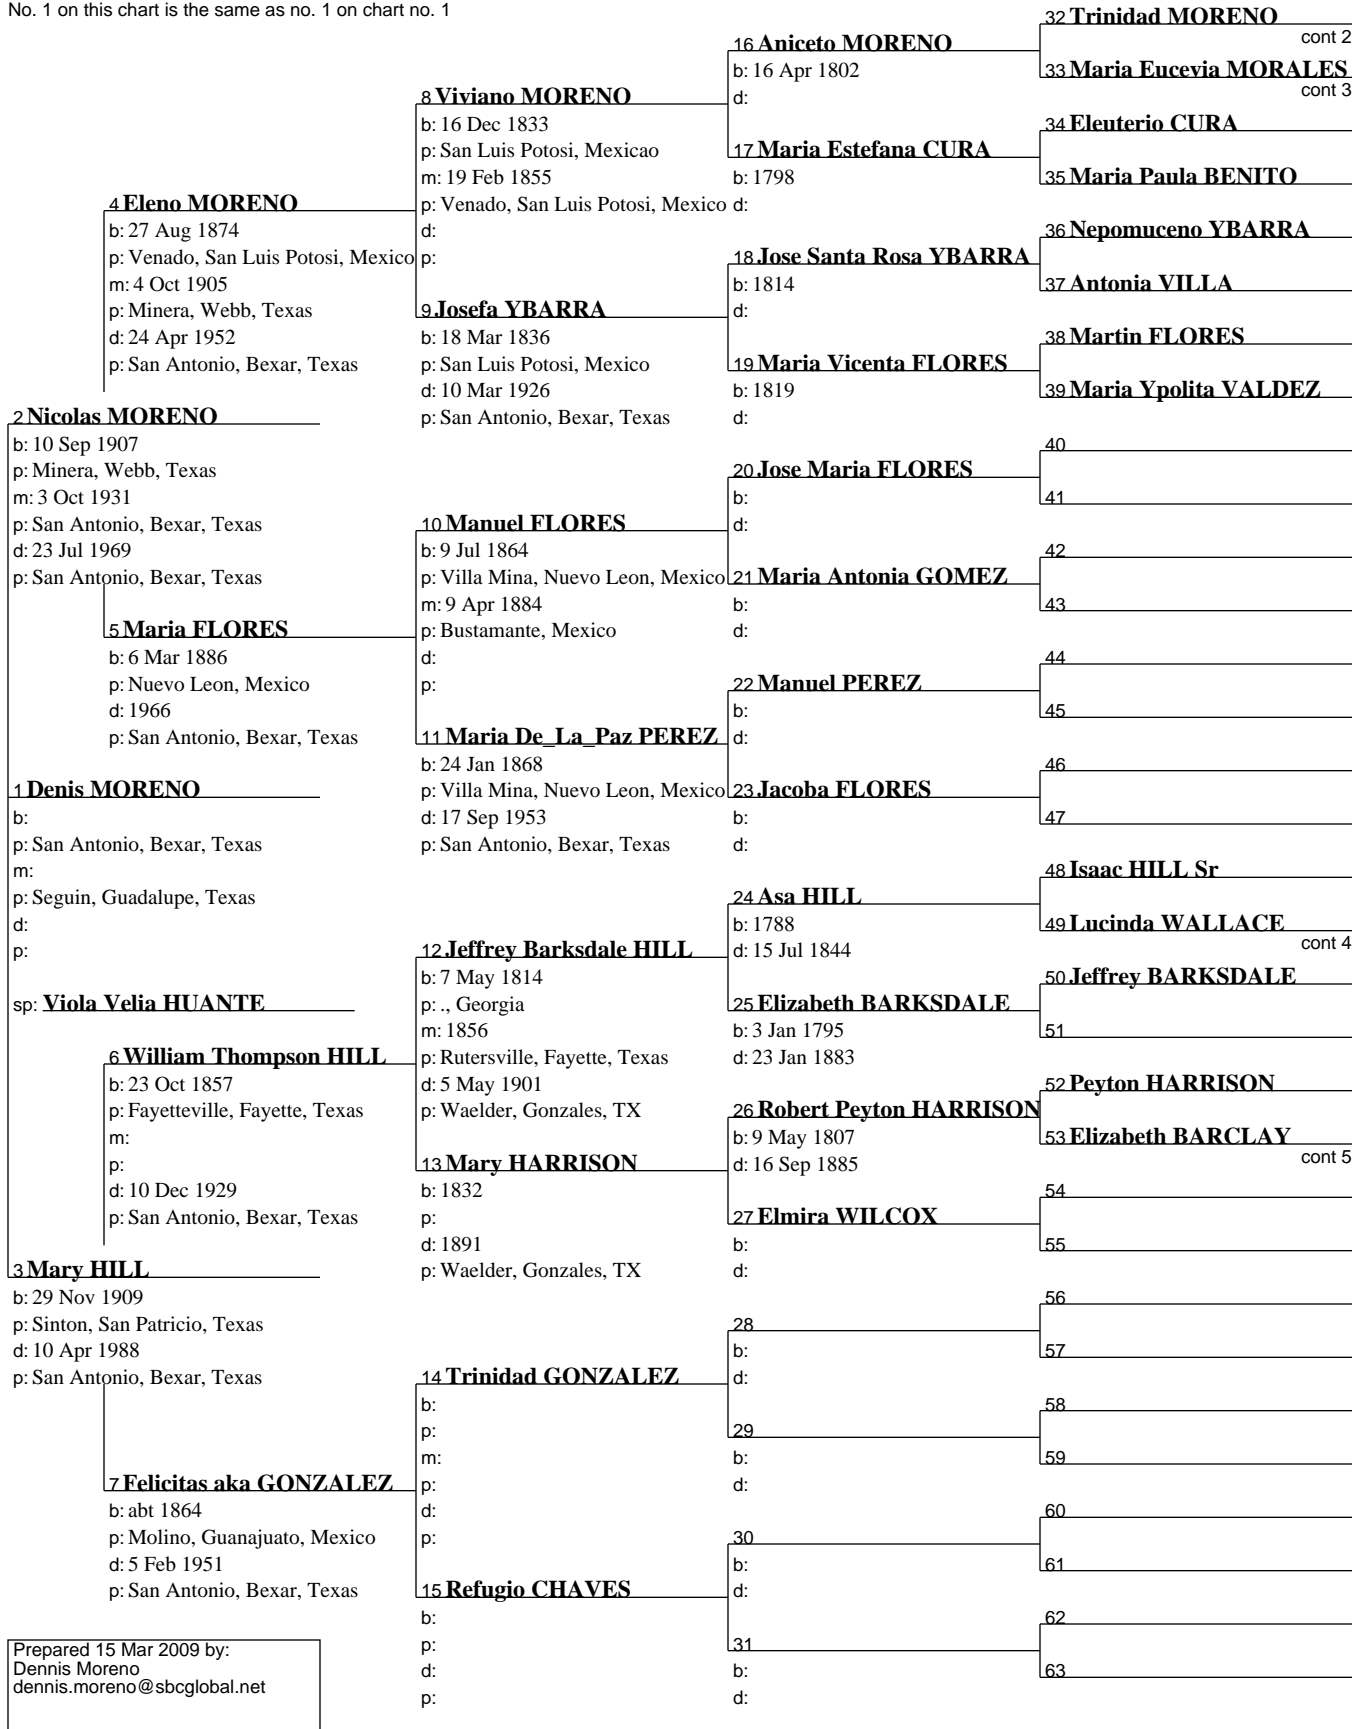 No. 1 on this chart is the same as no. 1 on chart no. 1
2 Nicolas MORENO
b: 10 Sep 1907
p: Minera, Webb, Texas
m: 3 Oct 1931
p: San Antonio, Bexar, Texas
d: 23 Jul 1969
p: San Antonio, Bexar, Texas
1 Denis MORENO
b:
p: San Antonio, Bexar, Texas
m:
p: Seguin, Guadalupe, Texas
d:
p:
sp: Viola Velia HUANTE
3 Mary HILL
b: 29 Nov 1909
p: Sinton, San Patricio, Texas
d: 10 Apr 1988
p: San Antonio, Bexar, Texas
4 Eleno MORENO
b: 27 Aug 1874
p: Venado, San Luis Potosi, Mexico
m: 4 Oct 1905
p: Minera, Webb, Texas
d: 24 Apr 1952
p: San Antonio, Bexar, Texas
5 Maria FLORES
b: 6 Mar 1886
p: Nuevo Leon, Mexico
d: 1966
p: San Antonio, Bexar, Texas
6 William Thompson HILL
b: 23 Oct 1857
p: Fayetteville, Fayette, Texas
m:
p:
d: 10 Dec 1929
p: San Antonio, Bexar, Texas
7 Felicitas aka GONZALEZ
b: abt 1864
p: Molino, Guanajuato, Mexico
d: 5 Feb 1951
p: San Antonio, Bexar, Texas
8 Viviano MORENO
b: 16 Dec 1833
p: San Luis Potosi, Mexicao
m: 19 Feb 1855
p: Venado, San Luis Potosi, Mexico
d:
p:
9 Josefa YBARRA
b: 18 Mar 1836
p: San Luis Potosi, Mexico
d: 10 Mar 1926
p: San Antonio, Bexar, Texas
10 Manuel FLORES
b: 9 Jul 1864
p: Villa Mina, Nuevo Leon, Mexico
m: 9 Apr 1884
p: Bustamante, Mexico
d:
p:
11 Maria De_La_Paz PEREZ
b: 24 Jan 1868
p: Villa Mina, Nuevo Leon, Mexico
d: 17 Sep 1953
p: San Antonio, Bexar, Texas
12 Jeffrey Barksdale HILL
b: 7 May 1814
p: ., Georgia
m: 1856
p: Rutersville, Fayette, Texas
d: 5 May 1901
p: Waelder, Gonzales, TX
13 Mary HARRISON
b: 1832
p:
d: 1891
p: Waelder, Gonzales, TX
14 Trinidad GONZALEZ
b:
p:
m:
p:
d:
p:
15 Refugio CHAVES
b:
p:
d:
p:
16 Aniceto MORENO
b: 16 Apr 1802
d:
17 Maria Estefana CURA
b: 1798
d:
18 Jose Santa Rosa YBARRA
b: 1814
d:
19 Maria Vicenta FLORES
b: 1819
d:
20 Jose Maria FLORES
b:
d:
21 Maria Antonia GOMEZ
b:
d:
22 Manuel PEREZ
b:
d:
23 Jacoba FLORES
b:
d:
24 Asa HILL
b: 1788
d: 15 Jul 1844
25 Elizabeth BARKSDALE
b: 3 Jan 1795
d: 23 Jan 1883
26 Robert Peyton HARRISON
b: 9 May 1807
d: 16 Sep 1885
27 Elmira WILCOX
b:
d:
28
b:
d:
29
b:
d:
30
b:
d:
31
b:
d:
32 Trinidad MORENO
cont 2
33 Maria Eucevia MORALES
cont 3
34 Eleuterio CURA
35 Maria Paula BENITO
36 Nepomuceno YBARRA
37 Antonia VILLA
38 Martin FLORES
39 Maria Ypolita VALDEZ
40
41
42
43
44
45
46
47
48 Isaac HILL Sr
49 Lucinda WALLACE
cont 4
50 Jeffrey BARKSDALE
51
52 Peyton HARRISON
53 Elizabeth BARCLAY
cont 5
54
55
56
57
58
59
60
61
62
63
Prepared 15 Mar 2009 by:
Dennis Moreno
dennis.moreno@sbcglobal.net